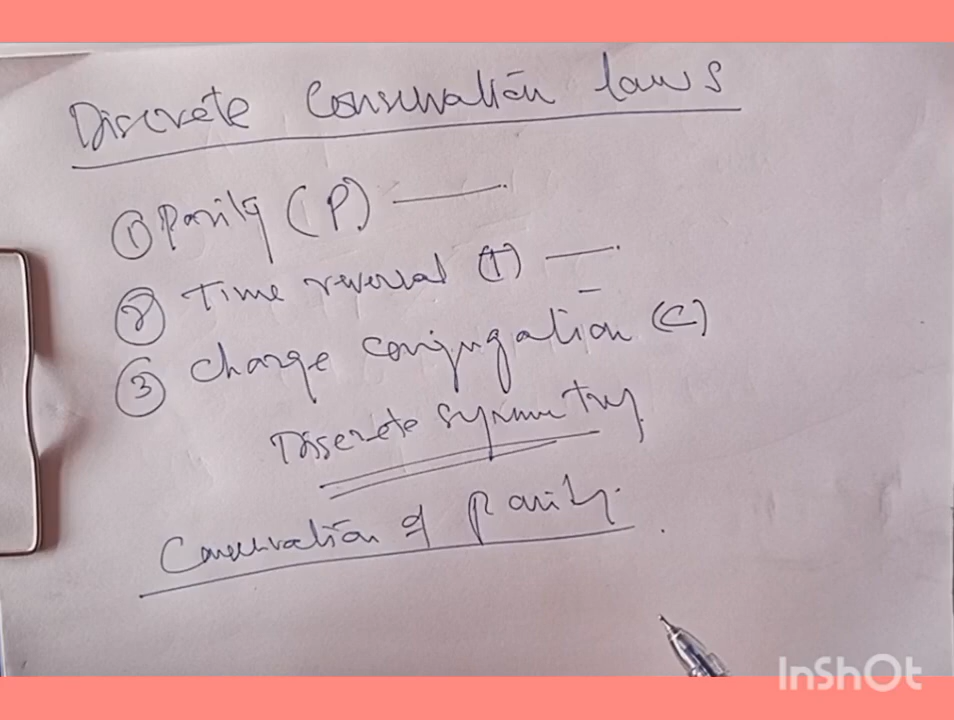 Discrete Conservation laws
① Parity (P) —
② Time reversal (T) —
③ Charge conjugation (C)
Discrete symmetry
Conservation of Parity.
InShOt